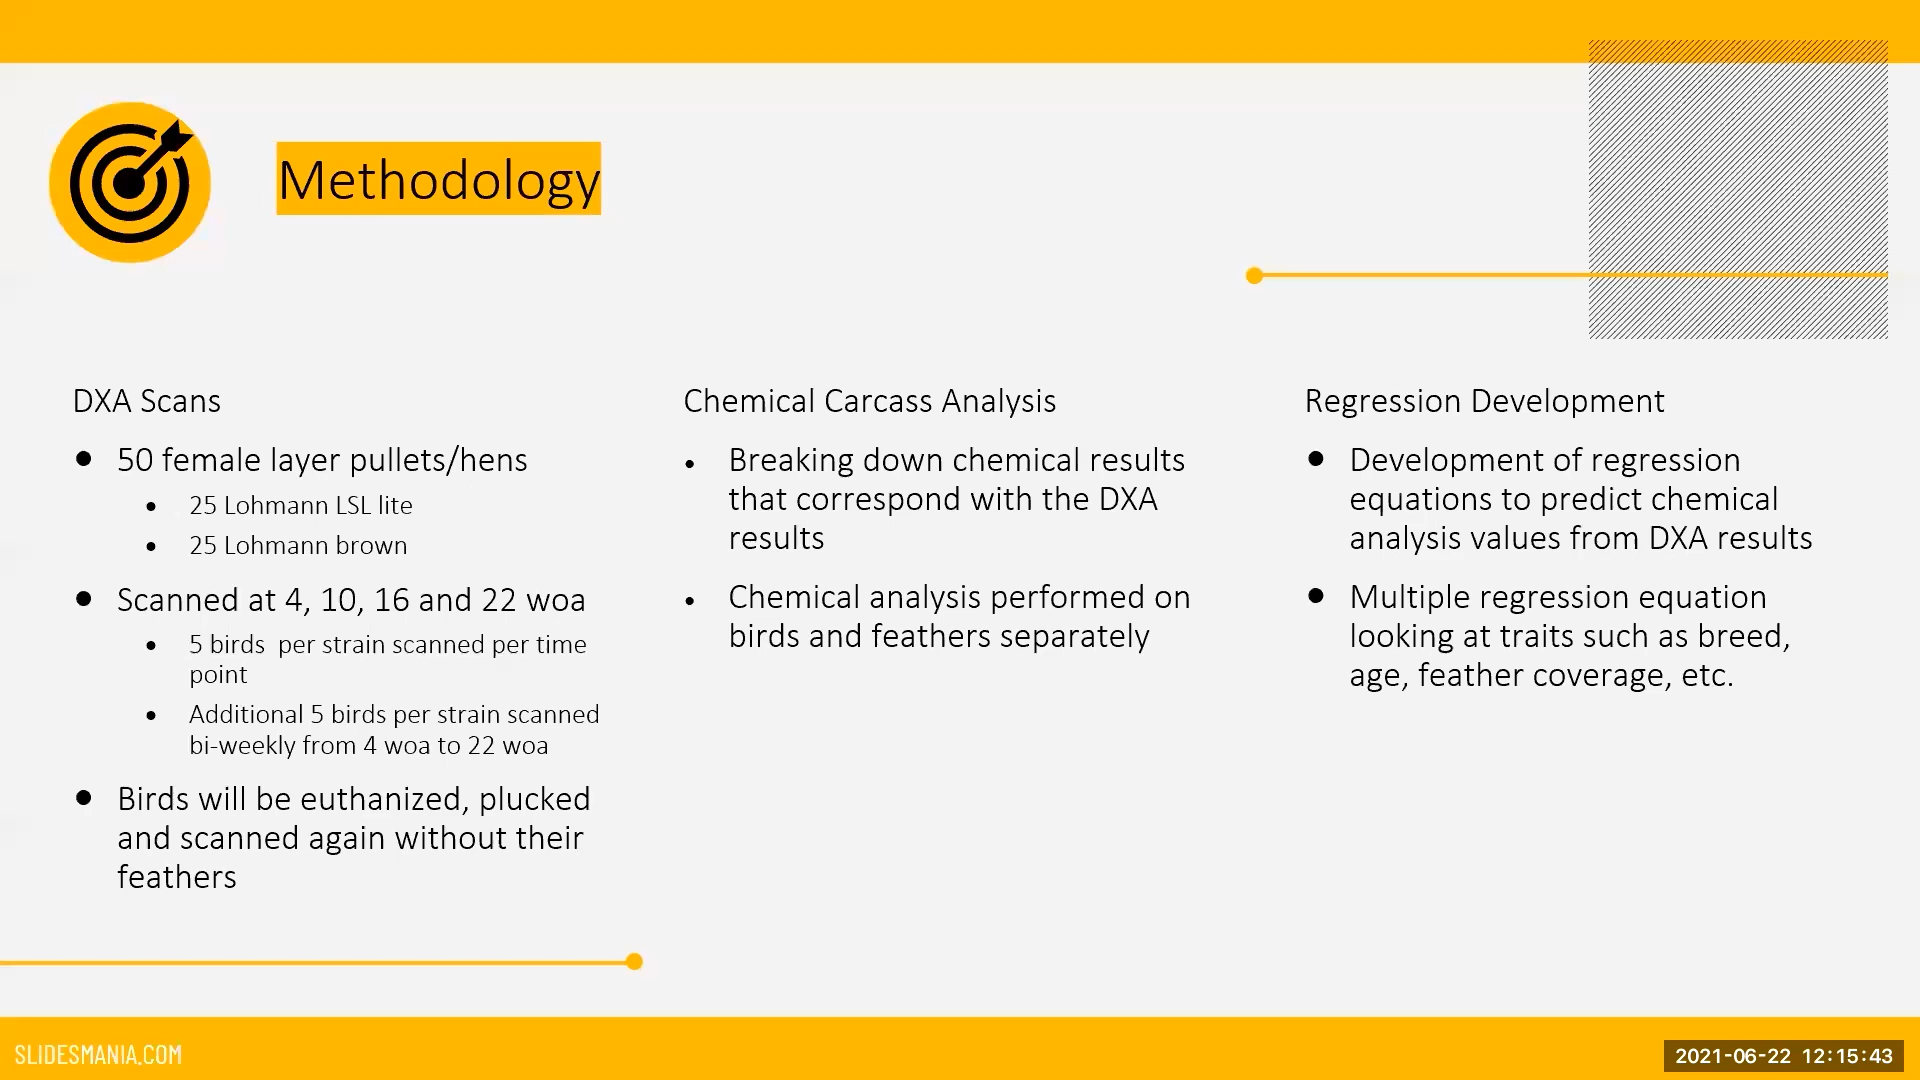 Methodology
DXA Scans
50 female layer pullets/hens
25 Lohmann LSL lite
25 Lohmann brown
Scanned at 4, 10, 16 and 22 woa
5 birds  per strain scanned per time
point
Additional 5 birds per strain scanned
bi-weekly from 4 woa to 22 woa
Birds will be euthanized, plucked
and scanned again without their
feathers
Chemical Carcass Analysis
Breaking down chemical results
that correspond with the DXA
results
Chemical analysis performed on
birds and feathers separately
Regression Development
Development of regression
equations to predict chemical
analysis values from DXA results
Multiple regression equation
looking at traits such as breed,
age, feather coverage, etc.
SLIDESMANIA.COM
2021-06-22 12:15:43